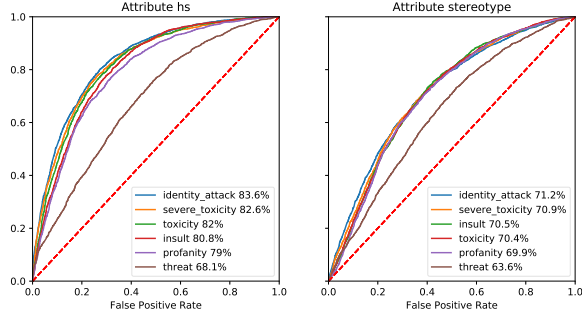 Attribute hs
1.0
0.8
0.6
0.4
0.2
0.0
identity_attack 83.6%
severe_toxicity 82.6%
toxicity 82%
insult 80.8%
profanity 79%
threat 68.1%
0.0 0.2 0.4 0.6 0.8 1.0
False Positive Rate
Attribute stereotype
identity_attack 71.2%
severe_toxicity 70.9%
insult 70.5%
toxicity 70.4%
profanity 69.9%
threat 63.6%
0.0 0.2 0.4 0.6 0.8 1.0
False Positive Rate